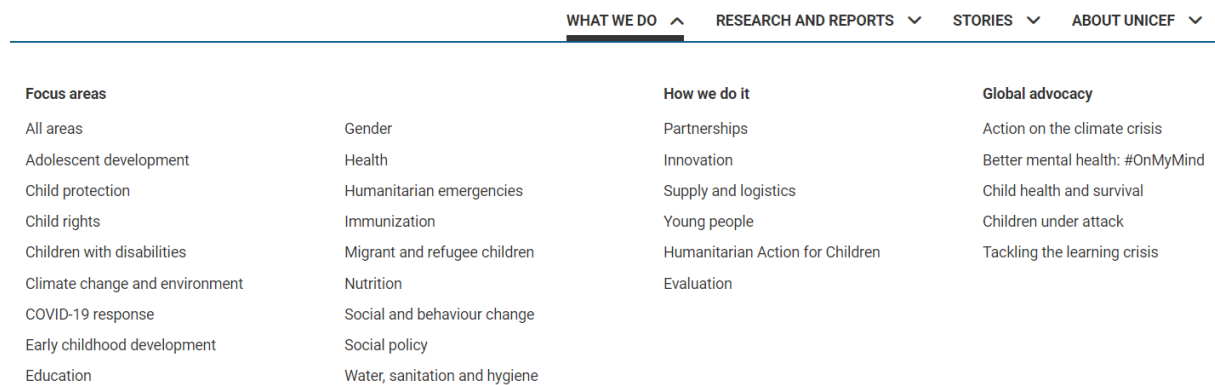 WHAT WE DO
RESEARCH AND REPORTS
STORIES
ABOUT UNICEF
Focus areas
All areas
Adolescent development
Child protection
Child rights
Children with disabilities
Climate change and environment
COVID-19 response
Early childhood development
Education
Gender
Health
Humanitarian emergencies
Immunization
Migrant and refugee children
Nutrition
Social and behaviour change
Social policy
Water, sanitation and hygiene
How we do it
Partnerships
Innovation
Supply and logistics
Young people
Humanitarian Action for Children
Evaluation
Global advocacy
Action on the climate crisis
Better mental health: #OnMyMind
Child health and survival
Children under attack
Tackling the learning crisis